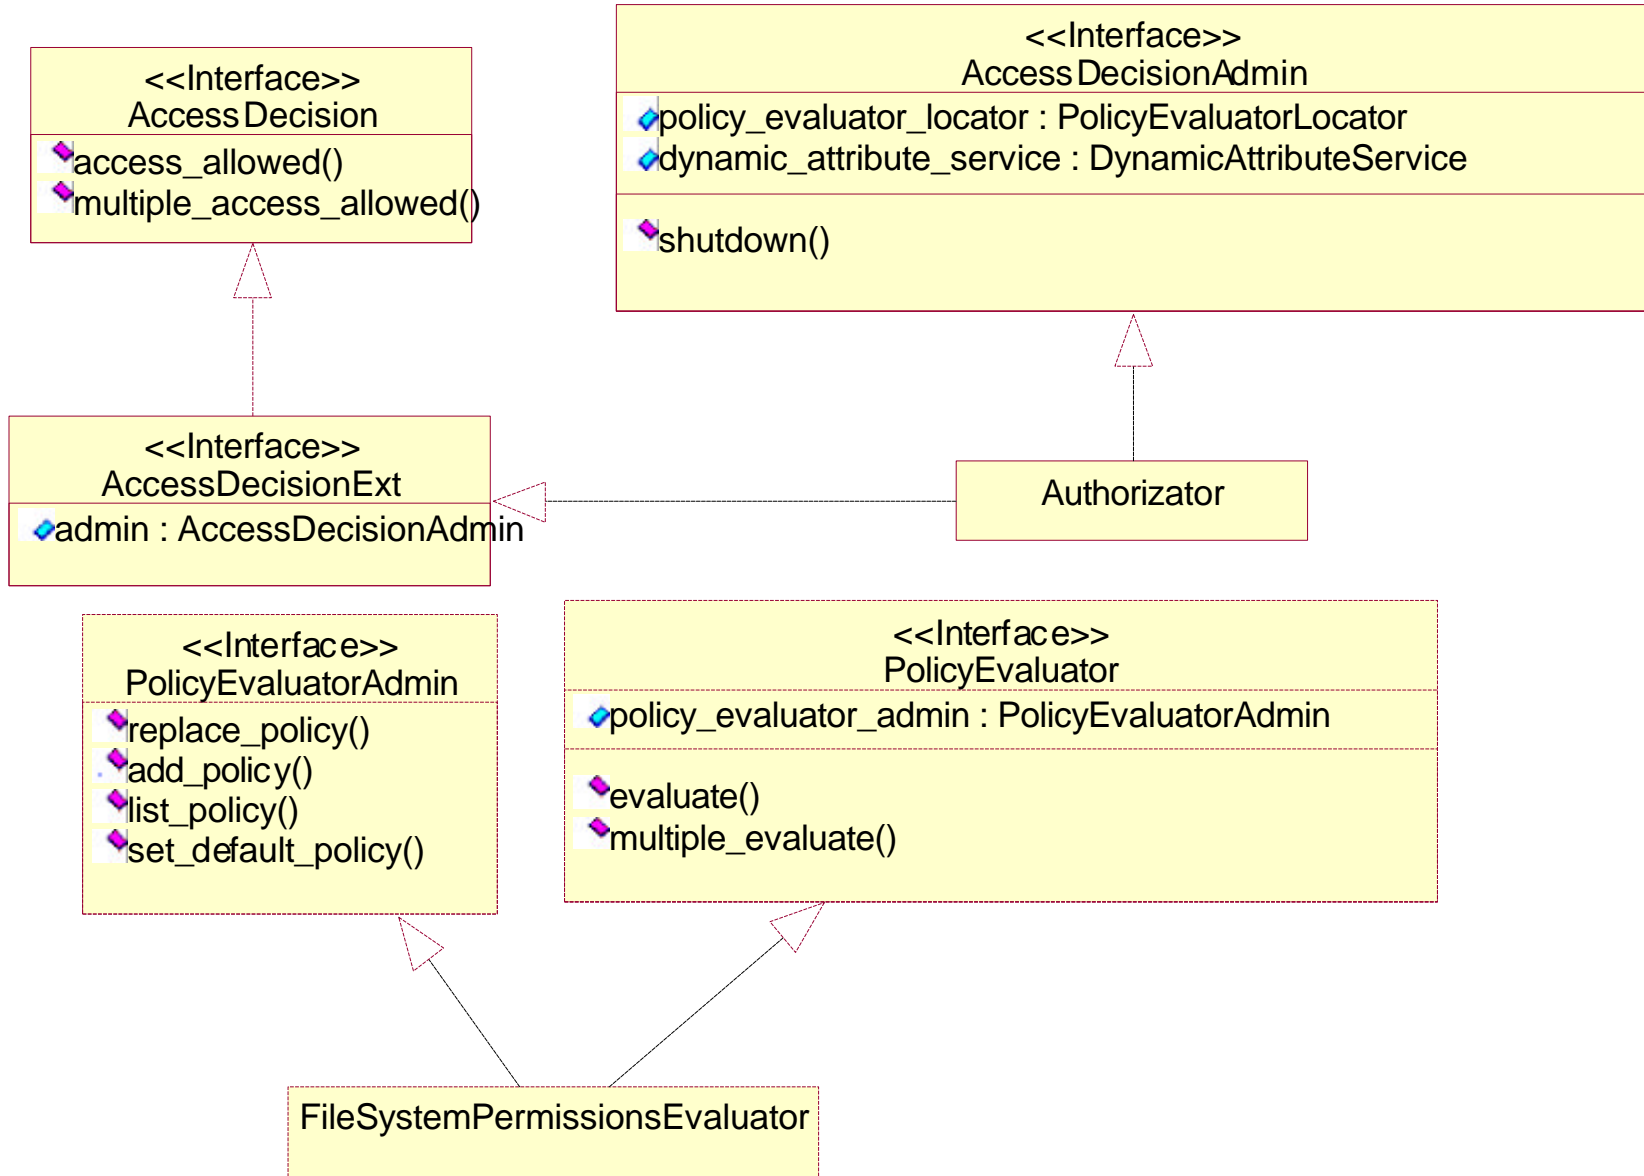 <<Interface>>
AccessDecision
access_allowed()
multiple_access_allowed()
<<Interface>>
AccessDecisionAdmin
policy_evaluator_locator : PolicyEvaluatorLocator
dynamic_attribute_service : DynamicAttributeService
shutdown()
<<Interface>>
AccessDecisionExt
admin : AccessDecisionAdmin
Authorizator
<<Interface>>
PolicyEvaluatorAdmin
replace_policy()
add_policy()
list_policy()
set_default_policy()
<<Interface>>
PolicyEvaluator
policy_evaluator_admin : PolicyEvaluatorAdmin
evaluate()
multiple_evaluate()
FileSystemPermissionsEvaluator